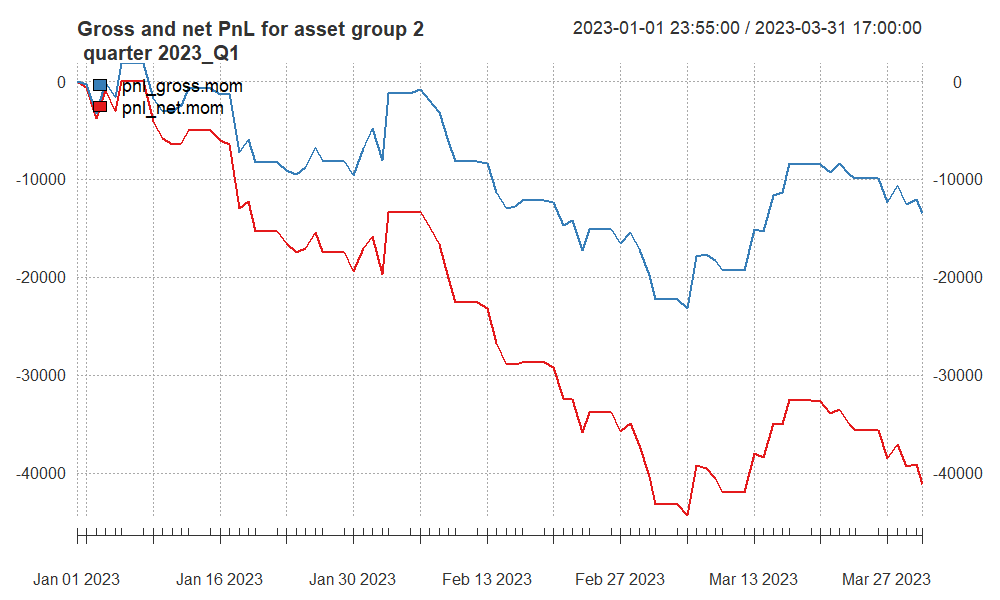 Gross and net PnL for asset group 2
quarter 2023_Q1
2023-01-01 23:55:00 / 2023-03-31 17:00:00
pnl_gross.mom
pnl_net.mom
0
0
-10000
-10000
-20000
-20000
-30000
-30000
-40000
-40000
Jan 01 2023 Jan 16 2023 Jan 30 2023 Feb 13 2023 Feb 27 2023 Mar 13 2023 Mar 27 2023